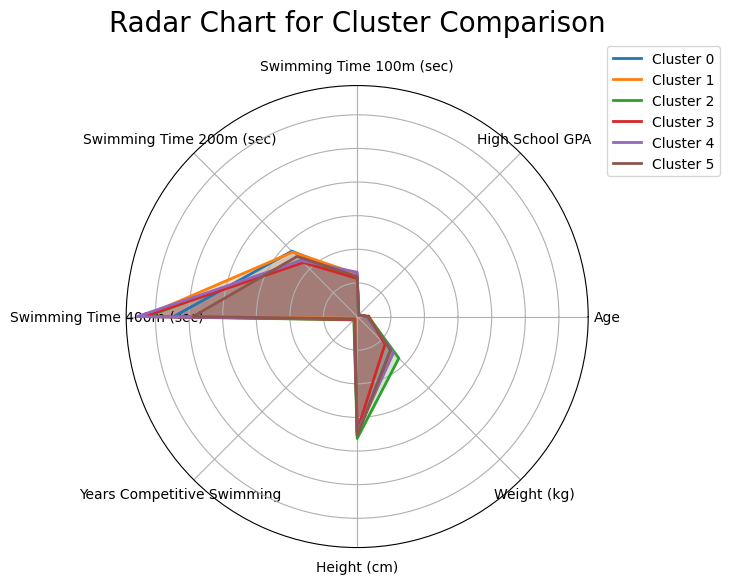 Radar Chart for Cluster Comparison
Swimming Time 100m (sec)
Cluster 0
Cluster 1
Cluster 2
Cluster 3
Cluster 4
Cluster 5
Swimming Time 200m (sec)
High School GPA
Swimming Time 400m (sec)
Age
Years Competitive Swimming
Weight (kg)
Height (cm)